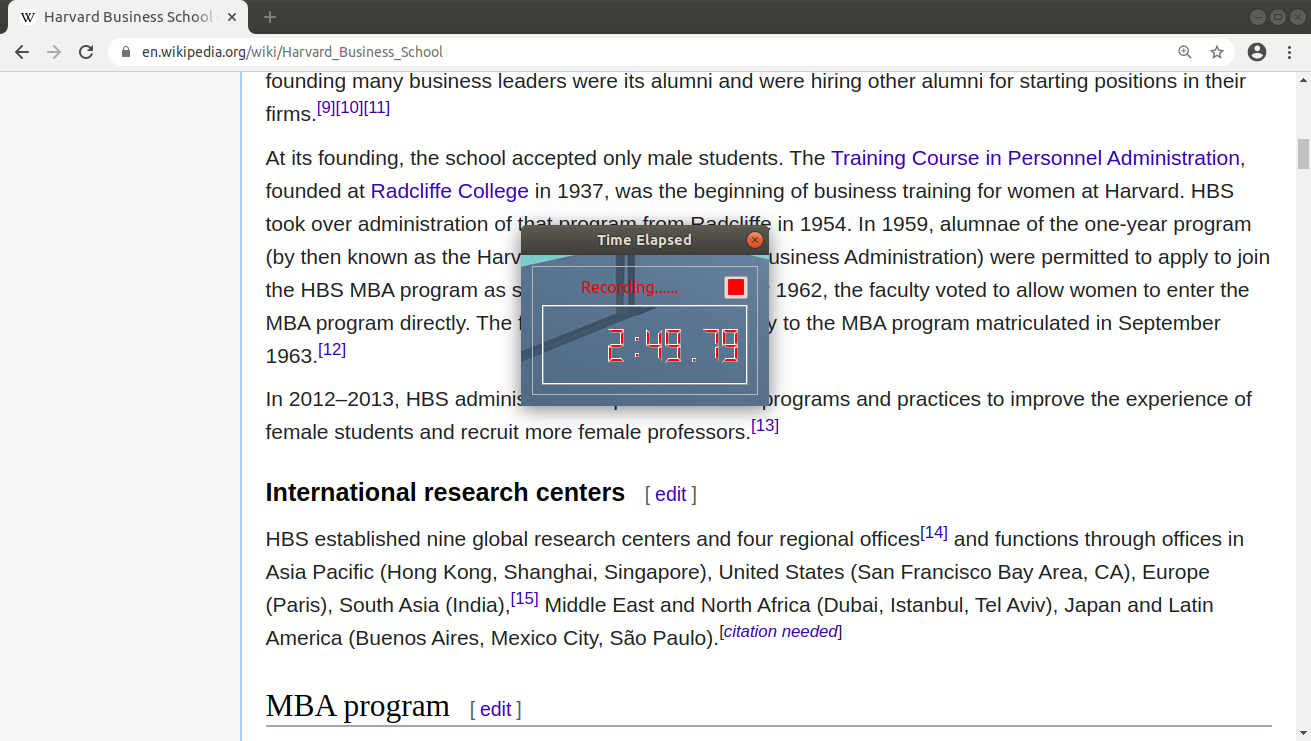 Harvard Business School
en.wikipedia.org/wiki/Harvard_Business_School
founding many business leaders were its alumni and were hiring other alumni for starting positions in their
firms.[9][10][11]
At its founding, the school accepted only male students. The Training Course in Personnel Administration,
founded at Radcliffe College in 1937, was the beginning of business training for women at Harvard. HBS
took over administration of that program from Radcliffe in 1954. In 1959, alumnae of the one-year program
(by then known as the Harv usiness Administration) were permitted to apply to join
the HBS MBA program as s 1962, the faculty voted to allow women to enter the
MBA program directly. The y to the MBA program matriculated in September
1963.[12]
Time Elapsed
Recording......
2:49.79
In 2012–2013, HBS adminis programs and practices to improve the experience of
female students and recruit more female professors.[13]
International research centers [ edit ]
HBS established nine global research centers and four regional offices[14] and functions through offices in
Asia Pacific (Hong Kong, Shanghai, Singapore), United States (San Francisco Bay Area, CA), Europe
(Paris), South Asia (India),[15] Middle East and North Africa (Dubai, Istanbul, Tel Aviv), Japan and Latin
America (Buenos Aires, Mexico City, São Paulo).[citation needed]
MBA program [ edit ]